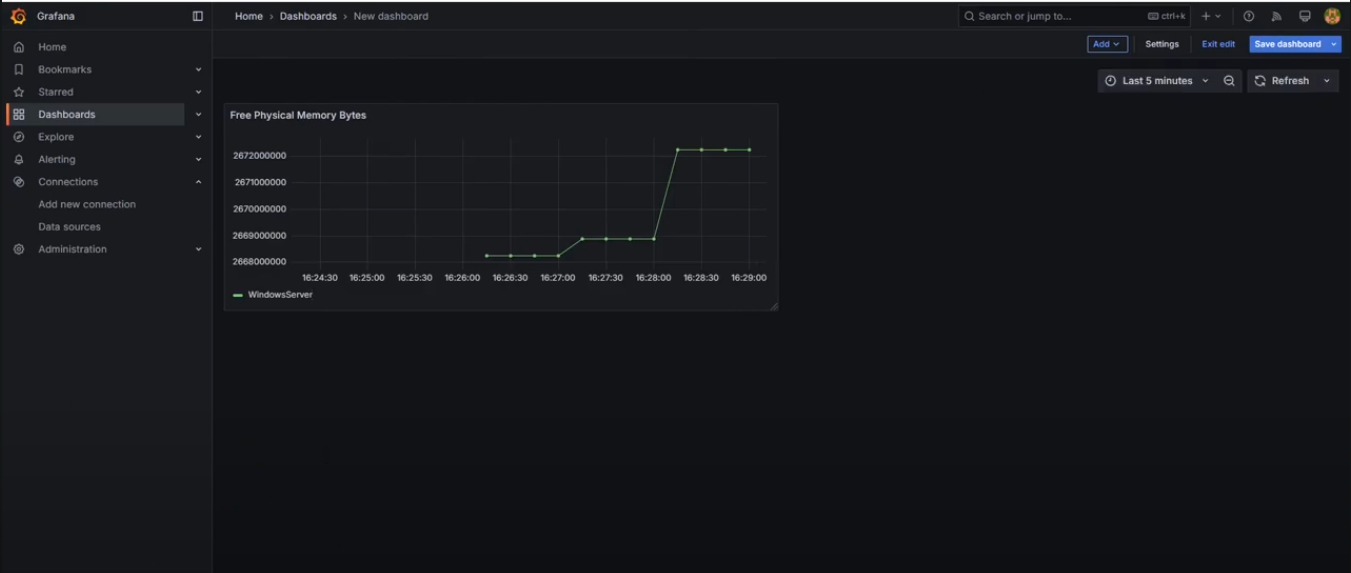 Grafana
Home › Dashboards › New dashboard
Search or jump to...
ctrl+k
Add
Settings
Exit edit
Save dashboard
Home
Bookmarks
Starred
Dashboards
Explore
Alerting
Connections
Add new connection
Data sources
Administration
Last 5 minutes
Refresh
Free Physical Memory Bytes
2672000000
2671000000
2670000000
2669000000
2668000000
16:24:30 16:25:00 16:25:30 16:26:00 16:26:30 16:27:00 16:27:30 16:28:00 16:28:30 16:29:00
WindowsServer